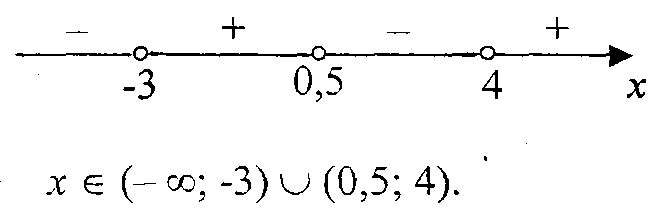 – + – +
-3 0,5 4 x
x ∈ (– ∞; -3) ∪ (0,5; 4).